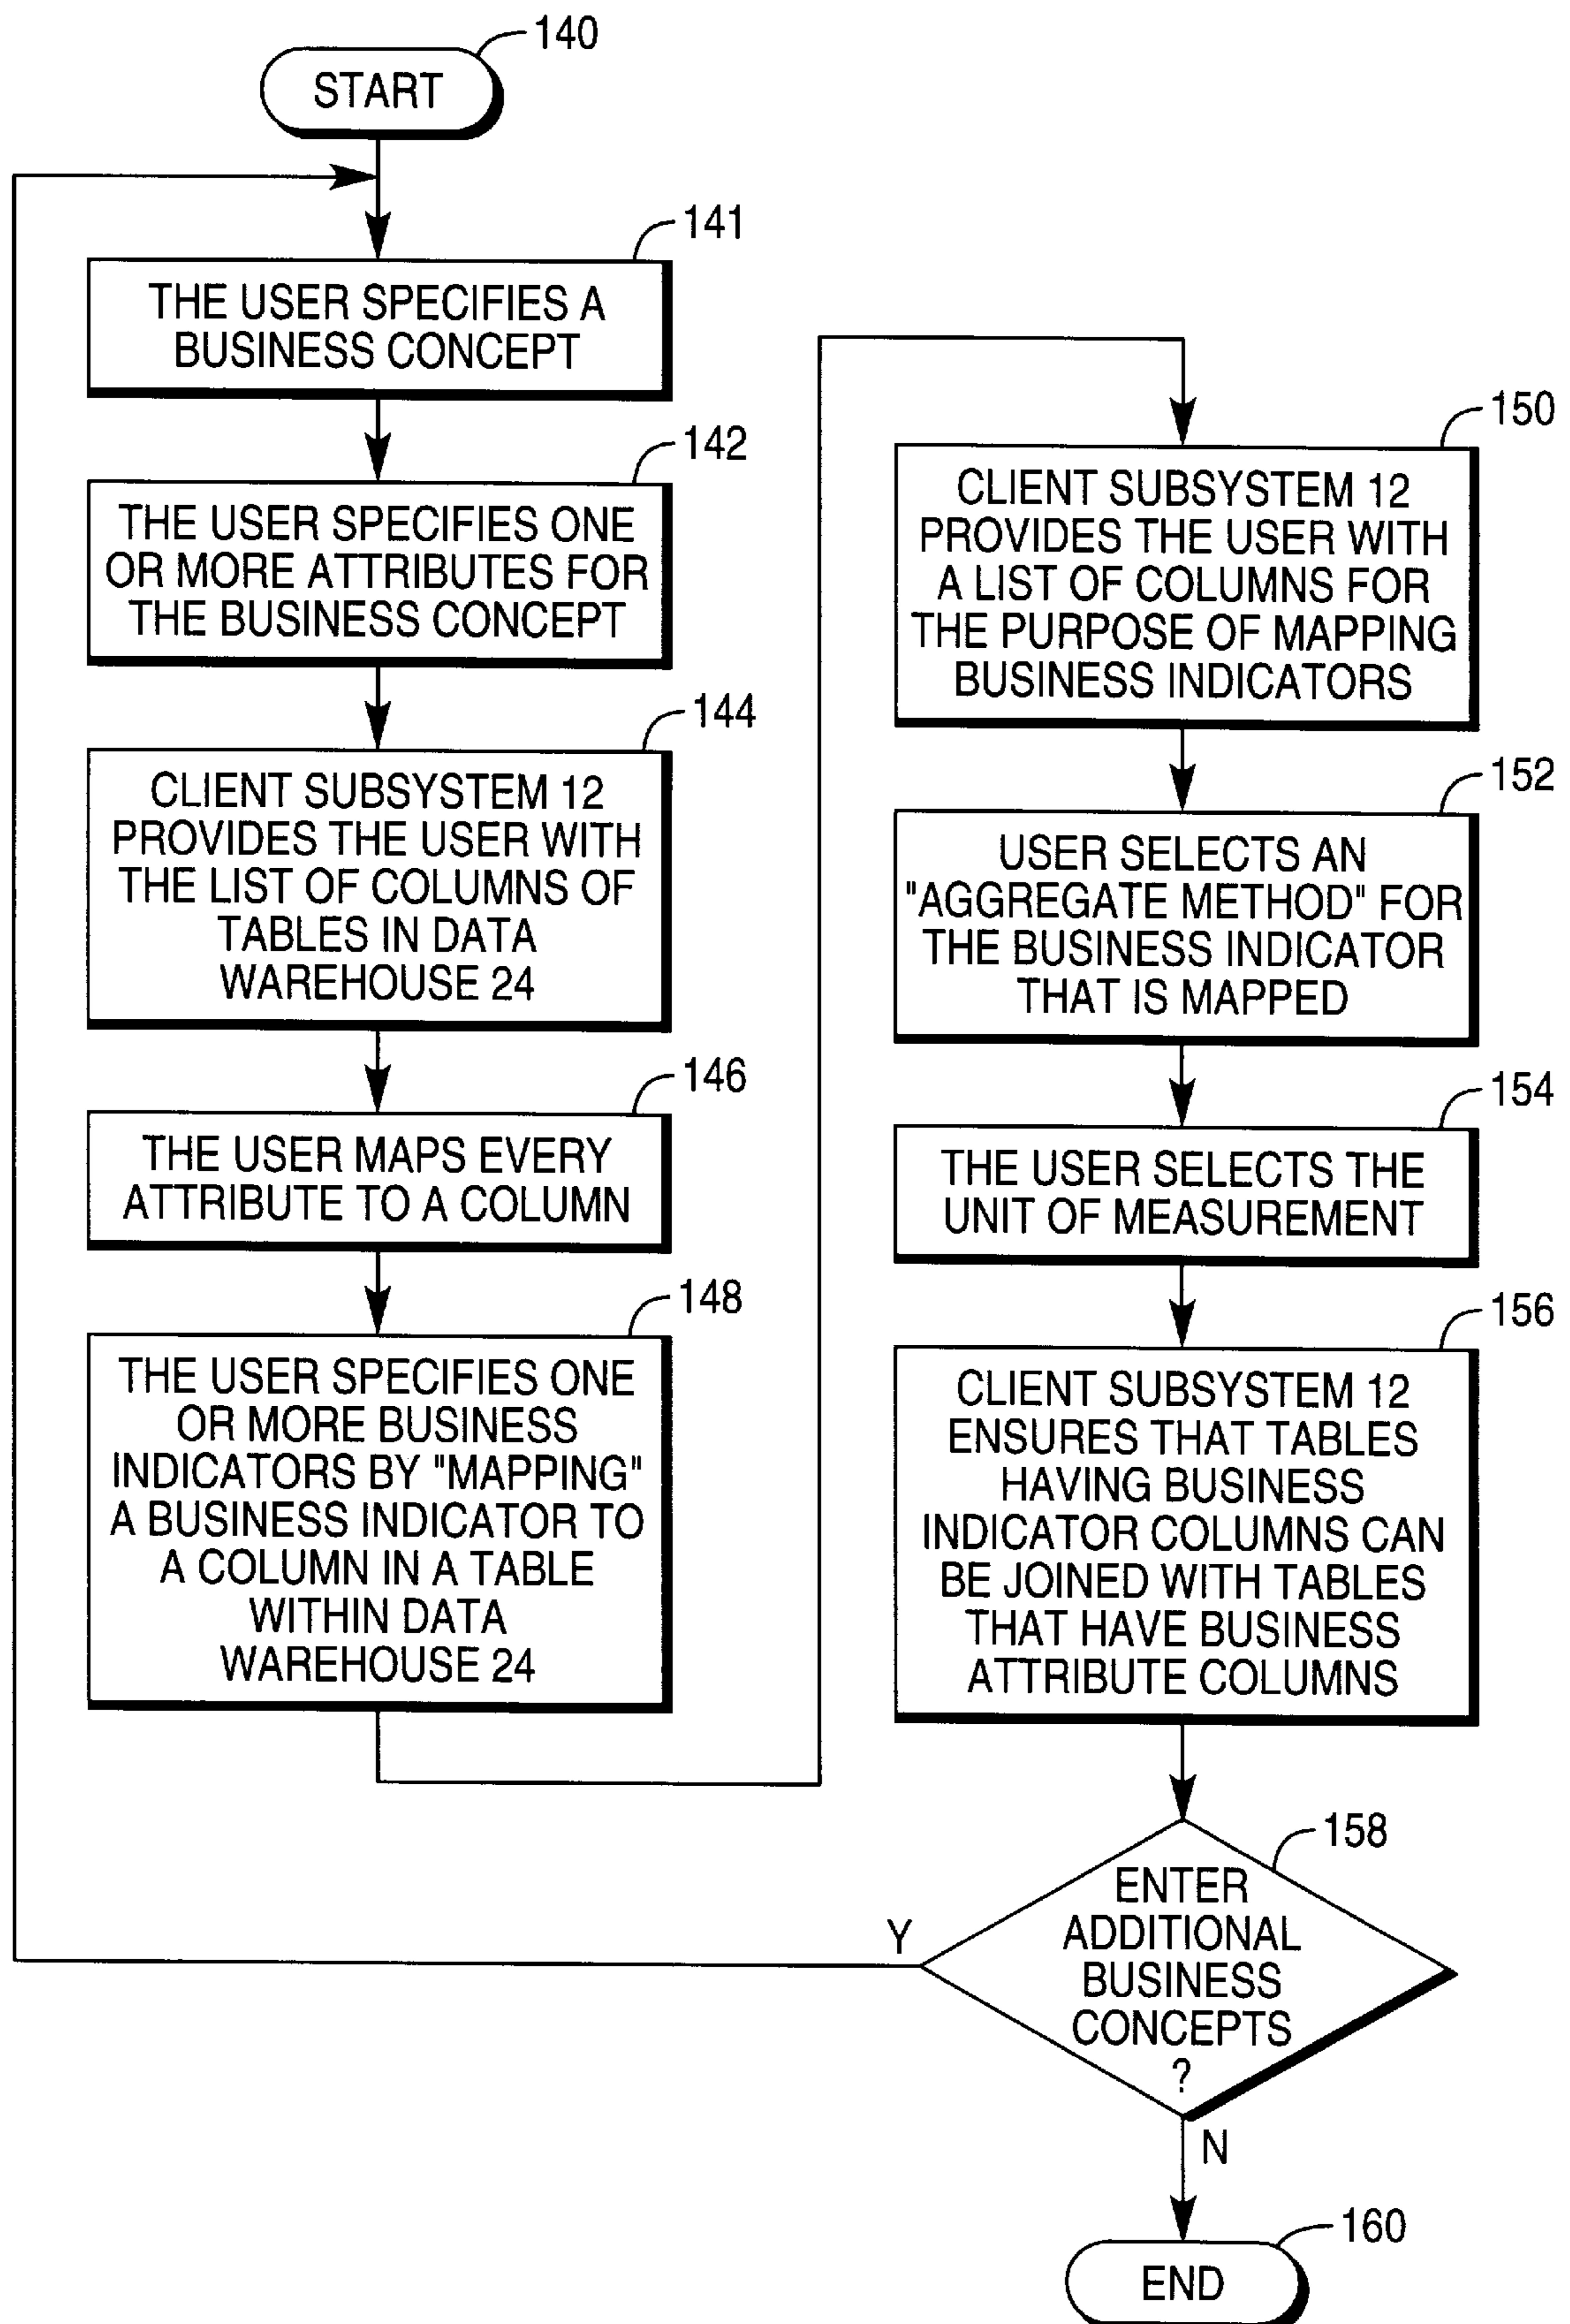 140
START
141
THE USER SPECIFIES A
BUSINESS CONCEPT
142
THE USER SPECIFIES ONE
OR MORE ATTRIBUTES FOR
THE BUSINESS CONCEPT
144
CLIENT SUBSYSTEM 12
PROVIDES THE USER WITH
THE LIST OF COLUMNS OF
TABLES IN DATA
WAREHOUSE 24
146
THE USER MAPS EVERY
ATTRIBUTE TO A COLUMN
148
THE USER SPECIFIES ONE
OR MORE BUSINESS
INDICATORS BY "MAPPING"
A BUSINESS INDICATOR TO
A COLUMN IN A TABLE
WITHIN DATA
WAREHOUSE 24
150
CLIENT SUBSYSTEM 12
PROVIDES THE USER WITH
A LIST OF COLUMNS FOR
THE PURPOSE OF MAPPING
BUSINESS INDICATORS
152
USER SELECTS AN
"AGGREGATE METHOD" FOR
THE BUSINESS INDICATOR
THAT IS MAPPED
154
THE USER SELECTS THE
UNIT OF MEASUREMENT
156
CLIENT SUBSYSTEM 12
ENSURES THAT TABLES
HAVING BUSINESS
INDICATOR COLUMNS CAN
BE JOINED WITH TABLES
THAT HAVE BUSINESS
ATTRIBUTE COLUMNS
158
ENTER
ADDITIONAL
BUSINESS
CONCEPTS
?
Y
N
160
END